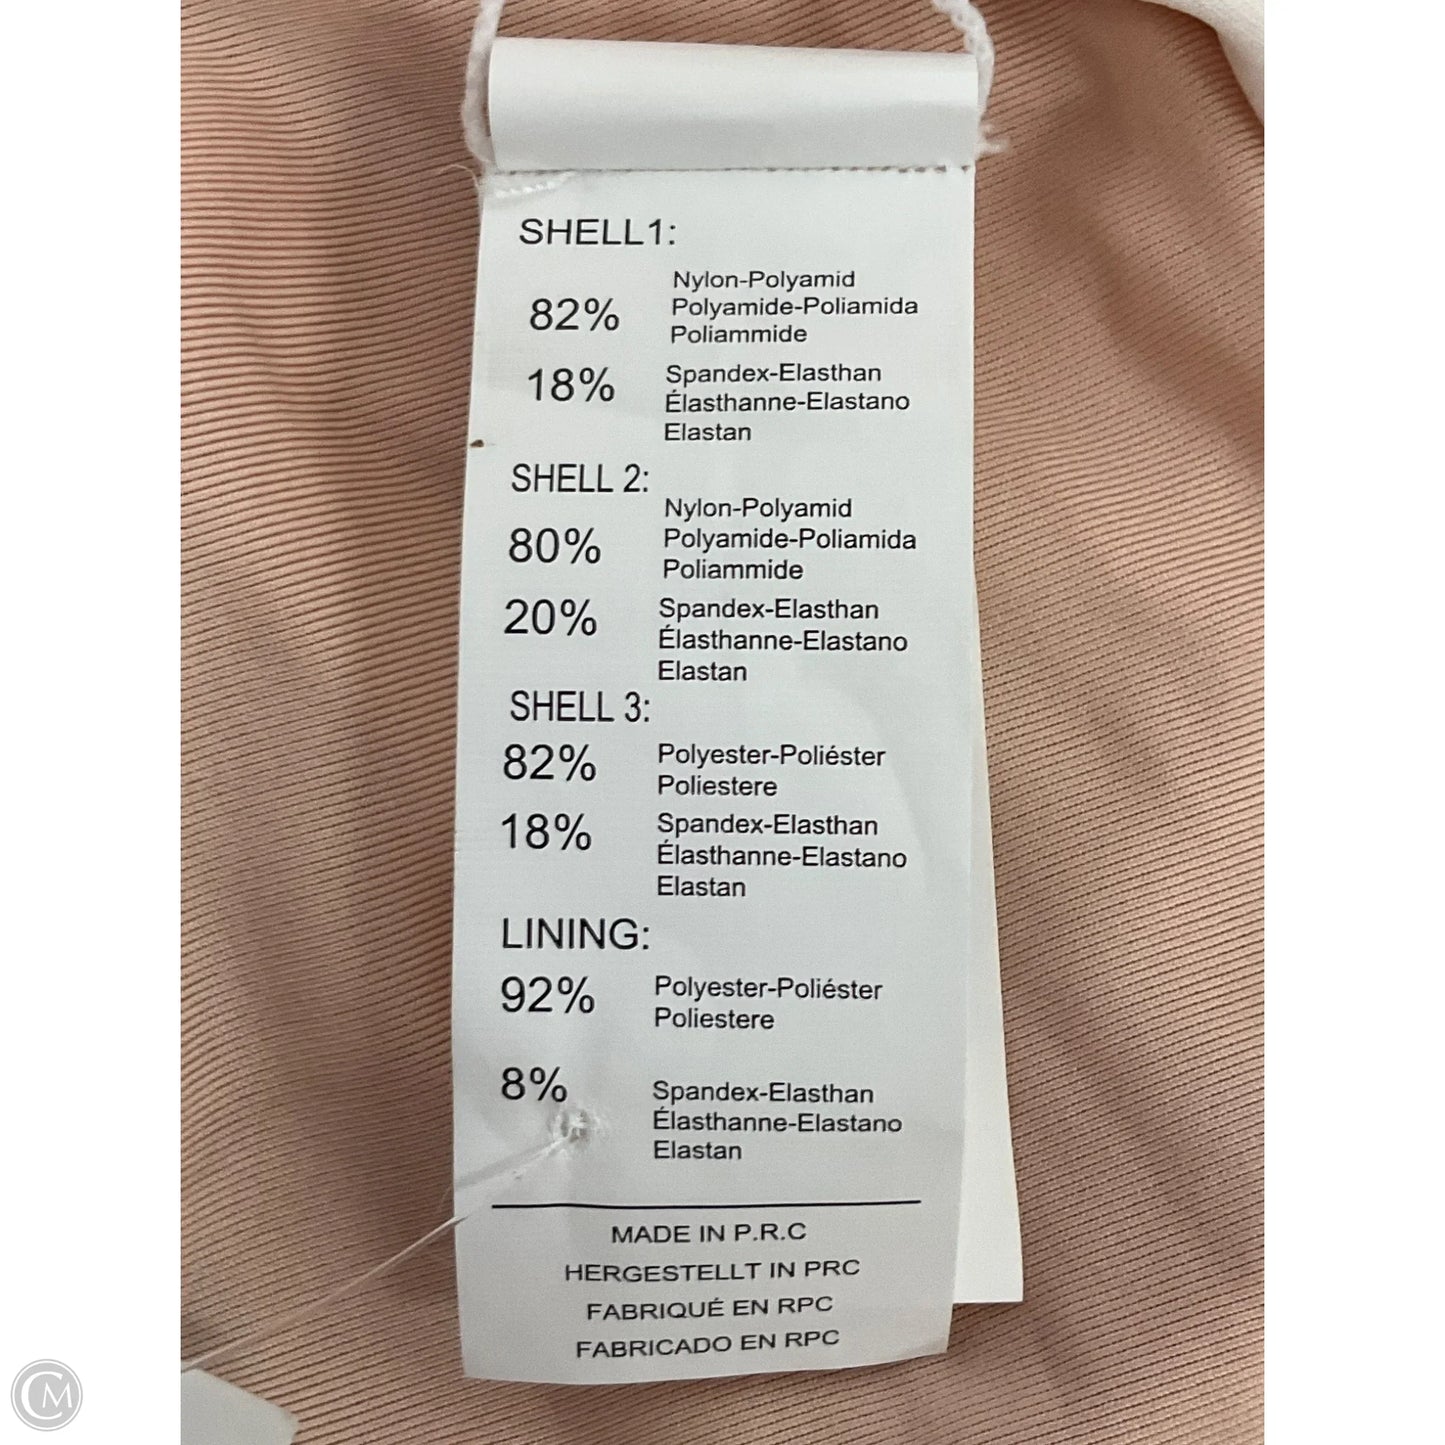 SHELL1:
82% Nylon-Polyamid
Polyamide-Poliamida
Poliammide
18% Spandex-Elasthan
Élasthanne-Elastano
Elastan
SHELL 2:
80% Nylon-Polyamid
Polyamide-Poliamida
Poliammide
20% Spandex-Elasthan
Élasthanne-Elastano
Elastan
SHELL 3:
82% Polyester-Poliéster
Poliestere
18% Spandex-Elasthan
Élasthanne-Elastano
Elastan
LINING:
92% Polyester-Poliéster
Poliestere
8% Spandex-Elasthan
Élasthanne-Elastano
Elastan
MADE IN P.R.C
HERGESTELLT IN PRC
FABRIQUÉ EN RPC
FABRICADO EN RPC
CM